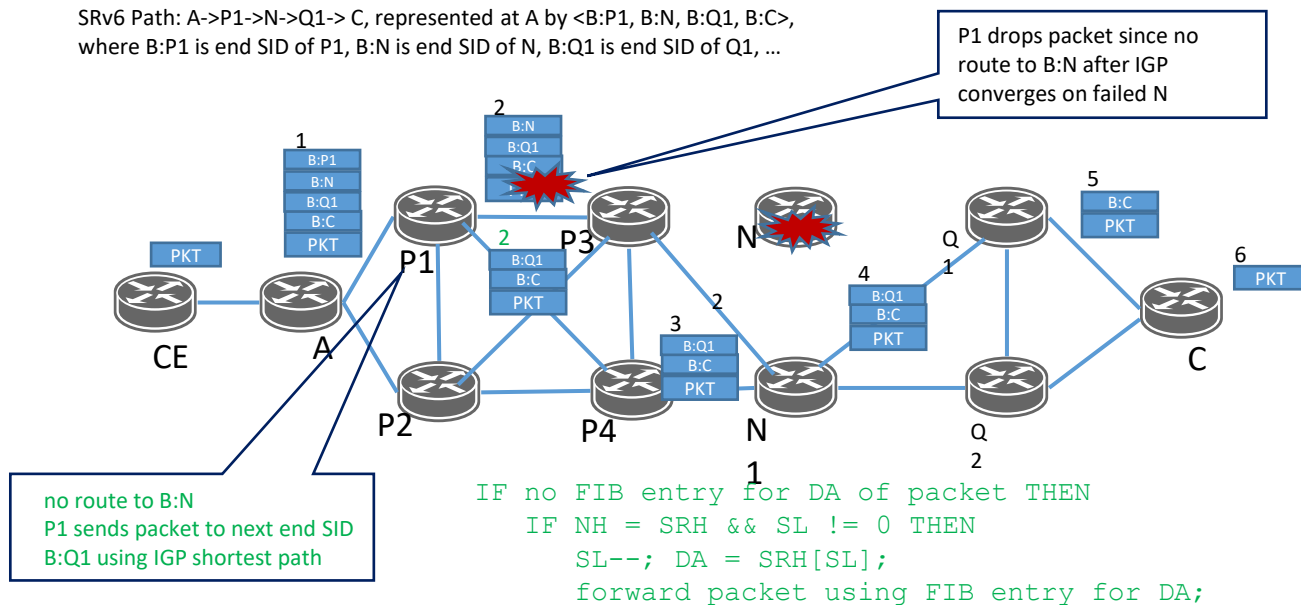 SRv6 Path: A->P1->N->Q1-> C, represented at A by <B:P1, B:N, B:Q1, B:C>,
where B:P1 is end SID of P1, B:N is end SID of N, B:Q1 is end SID of Q1, ...
P1 drops packet since no
route to B:N after IGP
converges on failed N
1
B:P1
B:N
B:Q1
B:C
PKT
2
B:N
B:Q1
B:C
PKT
CE
A
P1
P2
2
B:Q1
B:C
PKT
P3
P4
2
3
B:Q1
B:C
PKT
N
N
1
4
B:Q1
B:C
PKT
Q
1
Q
2
5
B:C
PKT
6
PKT
C
no route to B:N
P1 sends packet to next end SID
B:Q1 using IGP shortest path
IF no FIB entry for DA of packet THEN
IF NH = SRH && SL != 0 THEN
SL--; DA = SRH[SL];
forward packet using FIB entry for DA;